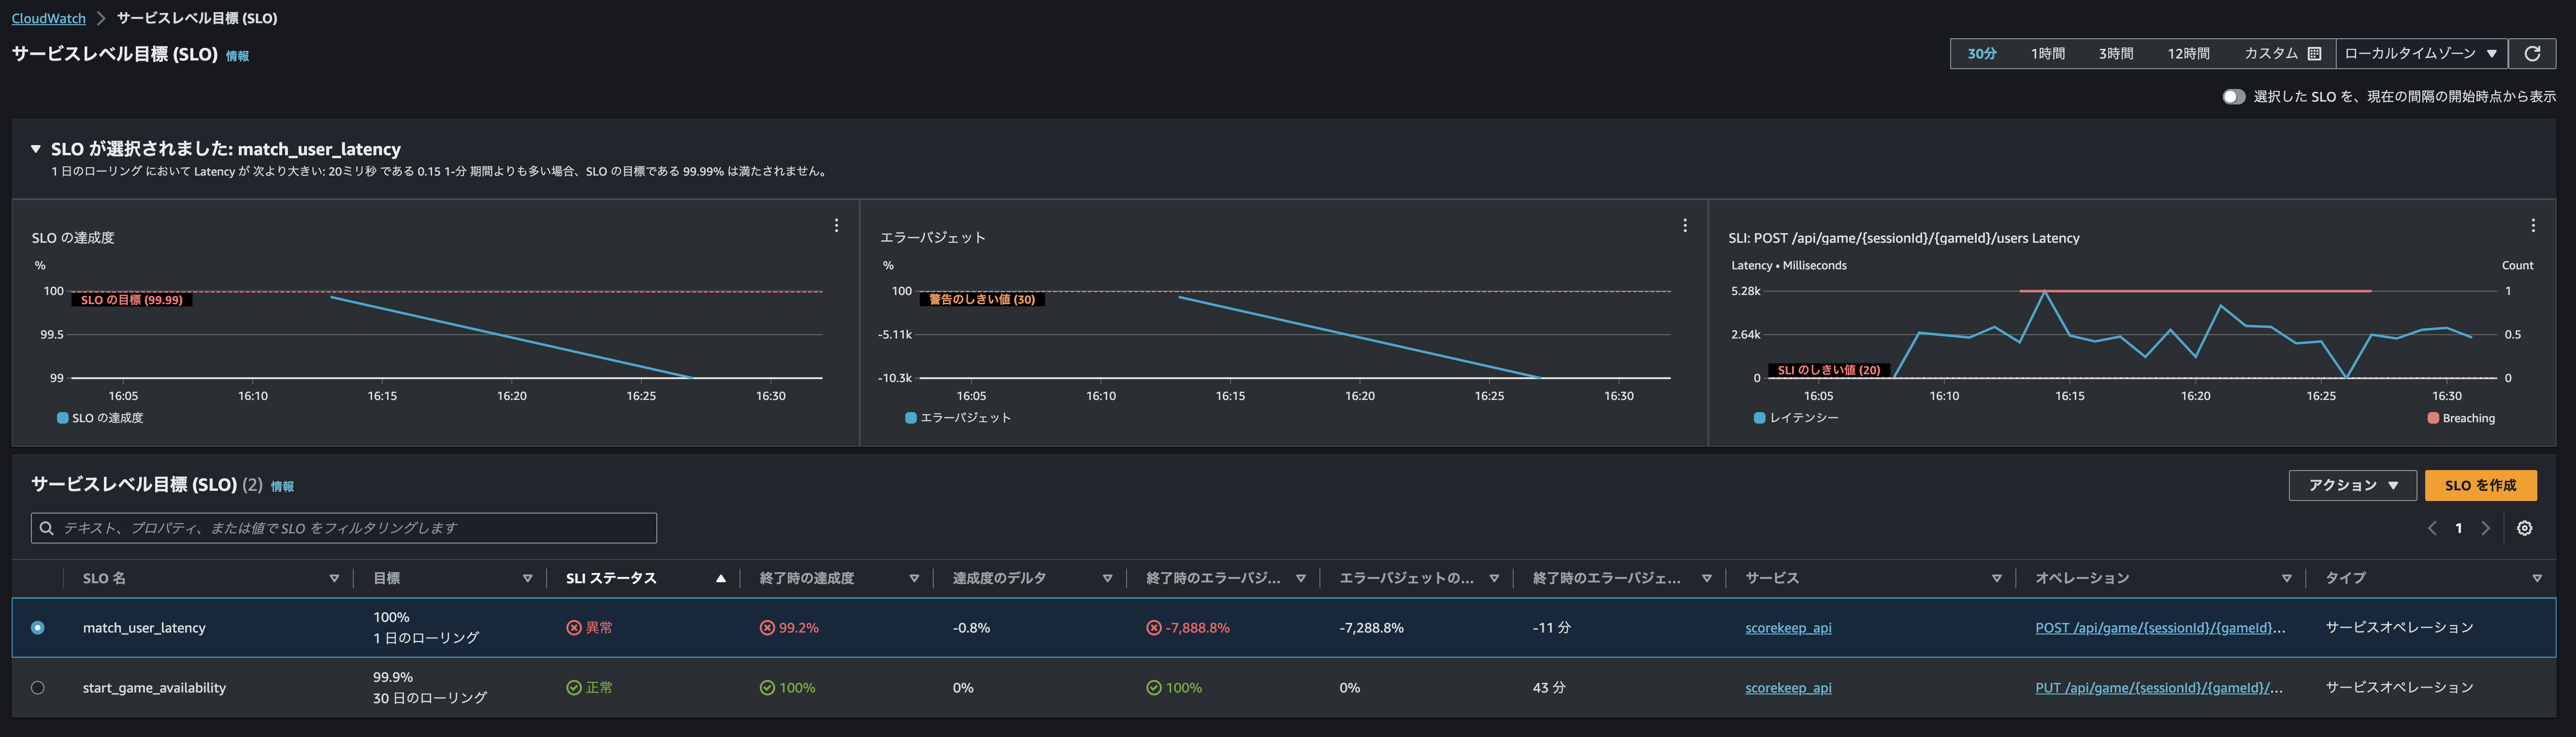 CloudWatch > サービスレベル目標 (SLO)
サービスレベル目標 (SLO) 情報
30分 1時間 3時間 12時間 カスタム ローカルタイムゾーン
選択した SLO を、現在の間隔の開始時点から表示
SLO が選択されました: match_user_latency
1 日のローリング において Latency が 次より大きい: 20ミリ秒 である 0.15 1-分 期間よりも多い場合、SLO の目標である 99.99% は満たされません。
SLO の達成度
%
100
SLO の目標 (99.99)
99.5
99
16:05 16:10 16:15 16:20 16:25 16:30
SLO の達成度
エラーバジェット
%
100
警告のしきい値 (30)
-5.11k
-10.3k
16:05 16:10 16:15 16:20 16:25 16:30
エラーバジェット
SLI: POST /api/game/{sessionId}/{gameId}/users Latency
Latency • Milliseconds Count
5.28k 1
2.64k 0.5
SLI のしきい値 (20)
0 0
16:05 16:10 16:15 16:20 16:25 16:30
レイテンシー Breaching
サービスレベル目標 (SLO) (2) 情報
アクション SLO を作成
テキスト、プロパティ、または値で SLO をフィルタリングします
1
SLO 名 目標 SLI ステータス 終了時の達成度 達成度のデルタ 終了時のエラーバジ... エラーバジェットの... 終了時のエラーバジェ... サービス オペレーション タイプ
match_user_latency 100% 1 日のローリング 異常 99.2% -0.8% -7,888.8% -7,288.8% -11 分 scorekeep_api POST /api/game/{sessionId}/{gameId}... サービスオペレーション
start_game_availability 99.9% 30 日のローリング 正常 100% 0% 100% 0% 43 分 scorekeep_api PUT /api/game/{sessionId}/{gameId}/... サービスオペレーション